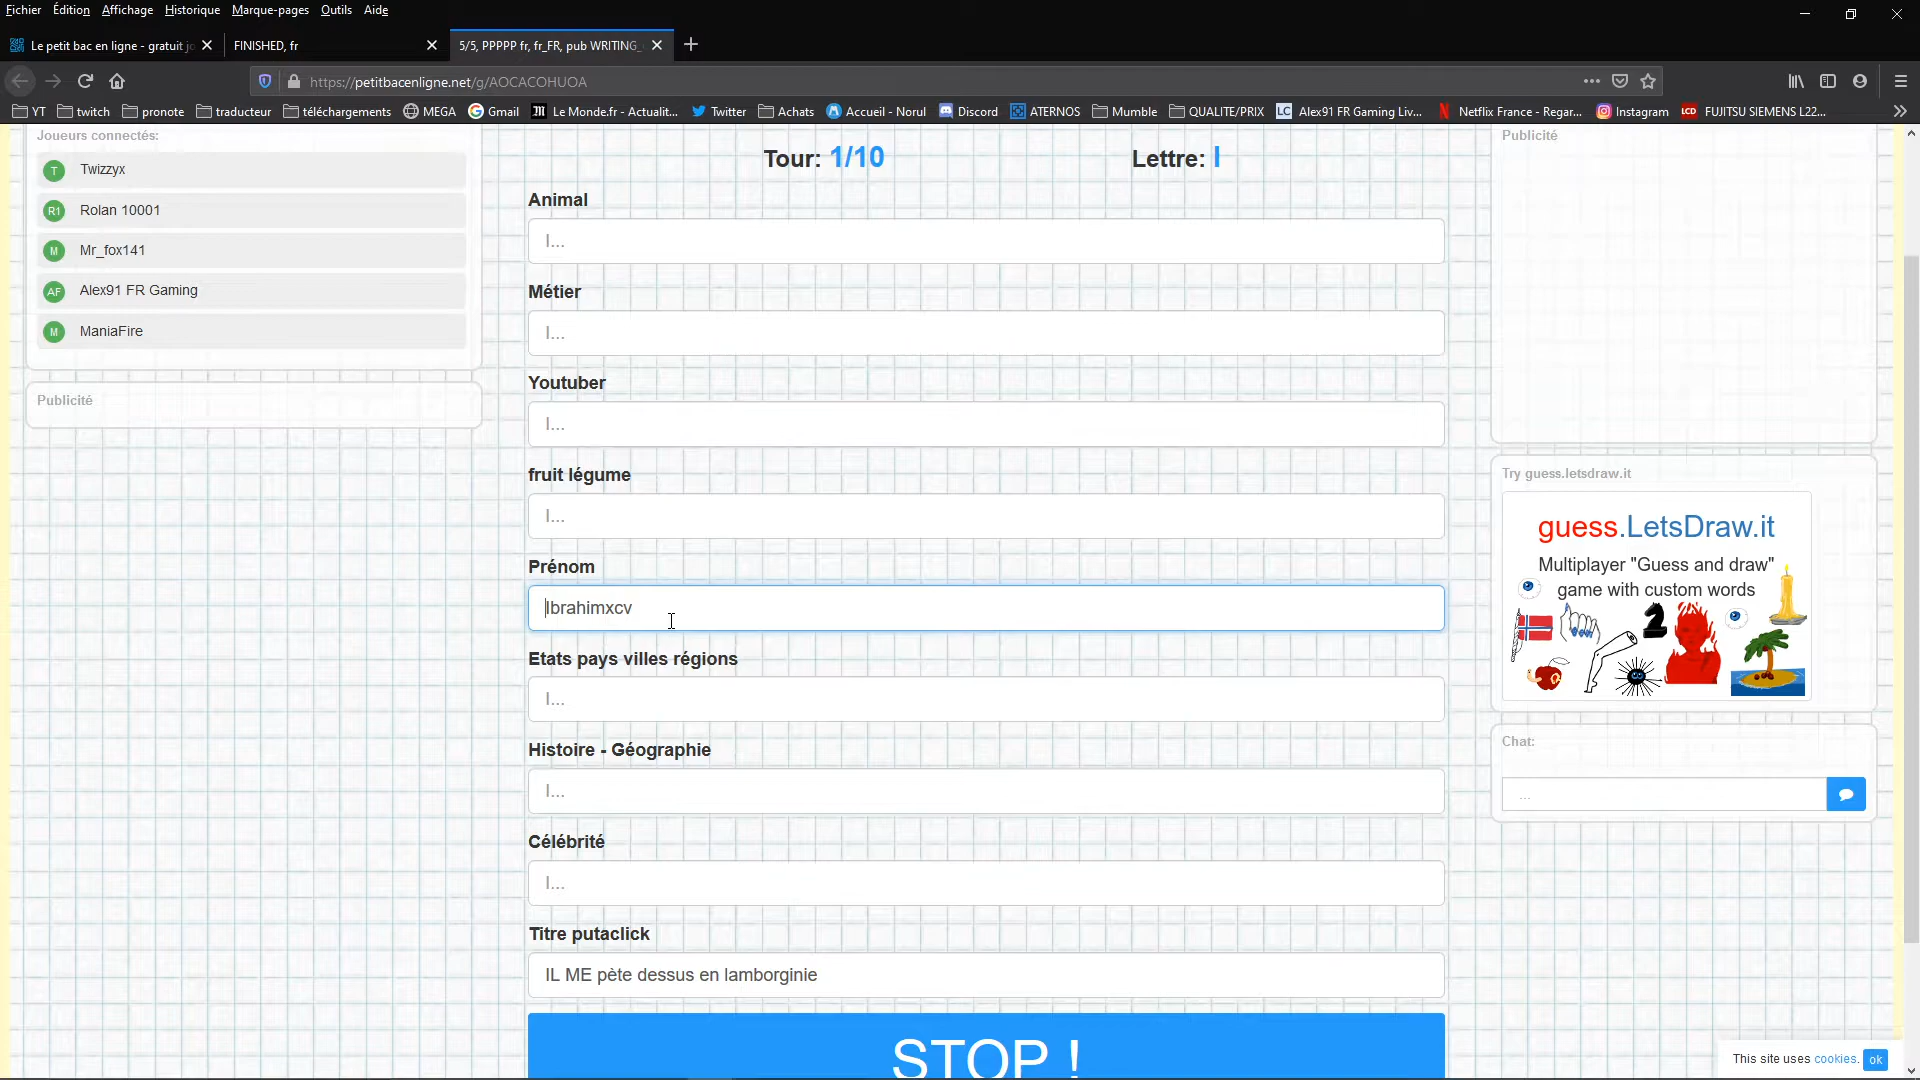 Fichier Édition Affichage Historique Marque-pages Outils Aide
Le petit bac en ligne - gratuit jo
FINISHED, fr
5/5, PPPPP fr, fr_FR, pub WRITING_
https://petitbacenligne.net/g/AOCACOHUOA
YT twitch pronote traducteur téléchargements MEGA Gmail Le Monde.fr - Actualit... Twitter Achats Accueil - Norul Discord ATERNOS Mumble QUALITE/PRIX LC Alex91 FR Gaming Liv... Netflix France - Regar... Instagram LCD FUJITSU SIEMENS L22...
Joueurs connectés:
T Twizzyx
R1 Rolan 10001
M Mr_fox141
AF Alex91 FR Gaming
M ManiaFire
Publicité
Tour: 1/10
Lettre: I
Animal
I...
Métier
I...
Youtuber
I...
fruit légume
I...
Prénom
Ibrahimxcv
Etats pays villes régions
I...
Histoire - Géographie
I...
Célébrité
I...
Titre putaclick
IL ME pète dessus en lamborginie
STOP !
Publicité
Try guess.letsdraw.it
guess.LetsDraw.it
Multiplayer "Guess and draw"
game with custom words
Chat:
...
This site uses cookies. ok